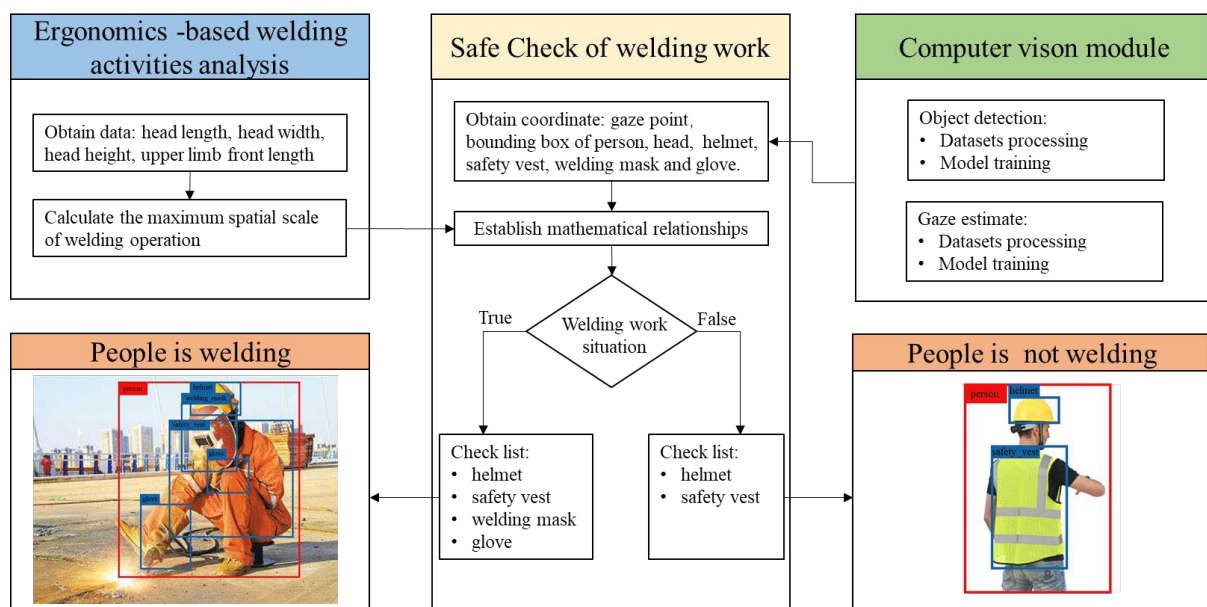 Ergonomics -based welding
activities analysis
Obtain data: head length, head width,
head height, upper limb front length
Calculate the maximum spatial scale
of welding operation
Safe Check of welding work
Obtain coordinate: gaze point,
bounding box of person, head, helmet,
safety vest, welding mask and glove.
Establish mathematical relationships
Welding work
situation
True
False
Check list:
• helmet
• safety vest
• welding mask
• glove
Check list:
• helmet
• safety vest
Computer vison module
Object detection:
• Datasets processing
• Model training
Gaze estimate:
• Datasets processing
• Model training
People is welding
person
helmet
welding_mask
safety_vest
glove
glove
People is not welding
person
helmet
safety_vest